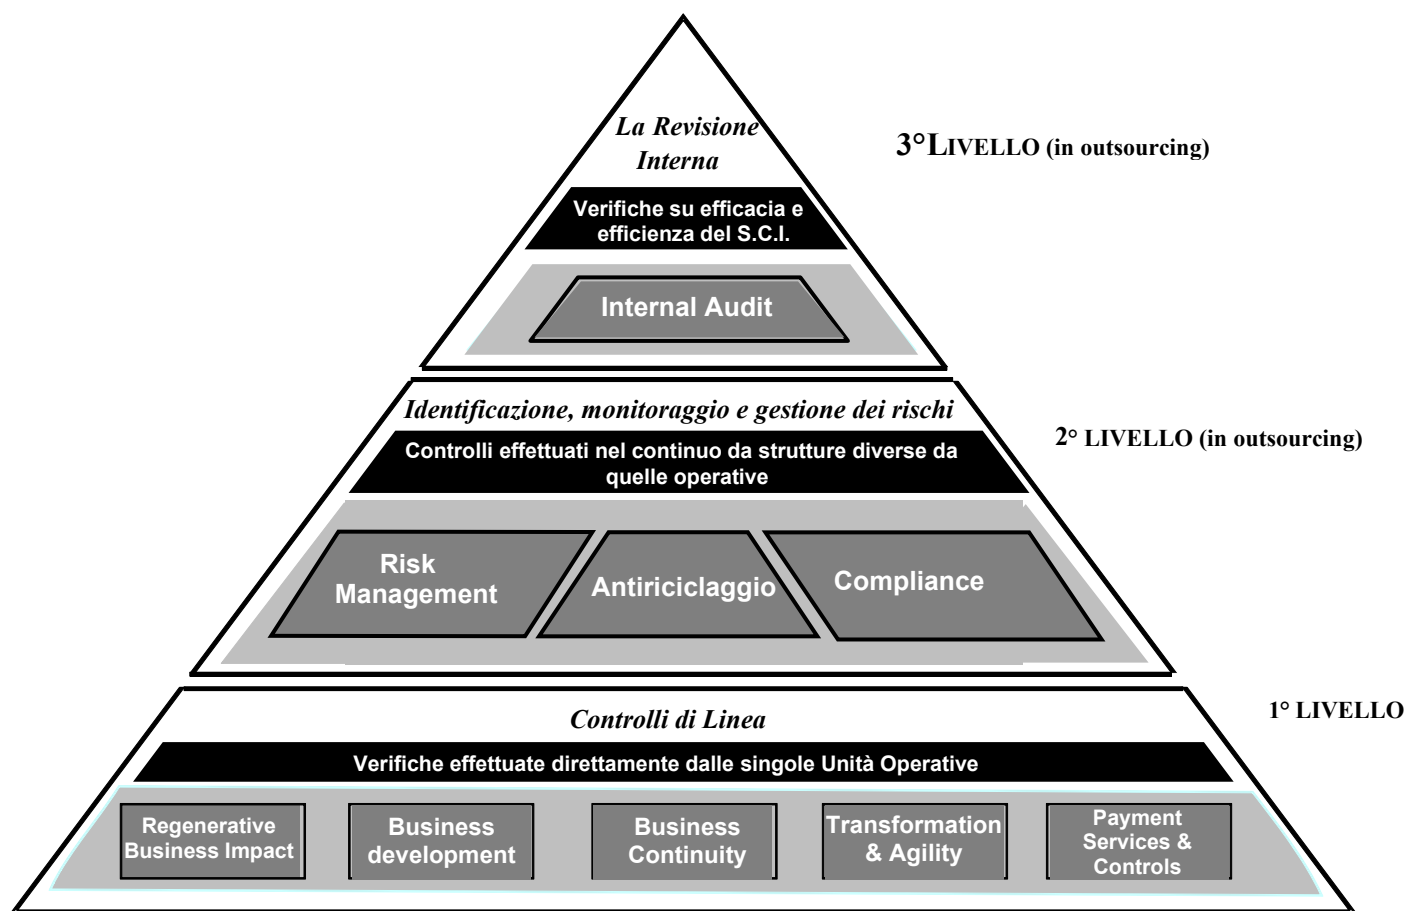 La Revisione
Interna
3°LIVELLO (in outsourcing)
Verifiche su efficacia e
efficienza del S.C.I.
Internal Audit
Identificazione, monitoraggio e gestione dei rischi
2° LIVELLO (in outsourcing)
Controlli effettuati nel continuo da strutture diverse da
quelle operative
Risk
Management
Antiriciclaggio
Compliance
1° LIVELLO
Controlli di Linea
Verifiche effettuate direttamente dalle singole Unità Operative
Regenerative
Business Impact
Business
development
Business
Continuity
Transformation
& Agility
Payment
Services &
Controls